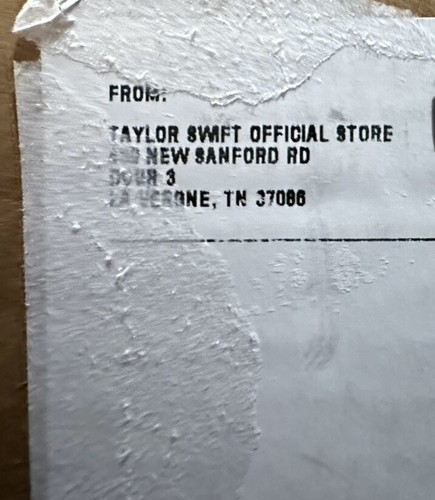 FROM:
TAYLOR SWIFT OFFICIAL STORE
NEW SANFORD RD
3
TN 37086